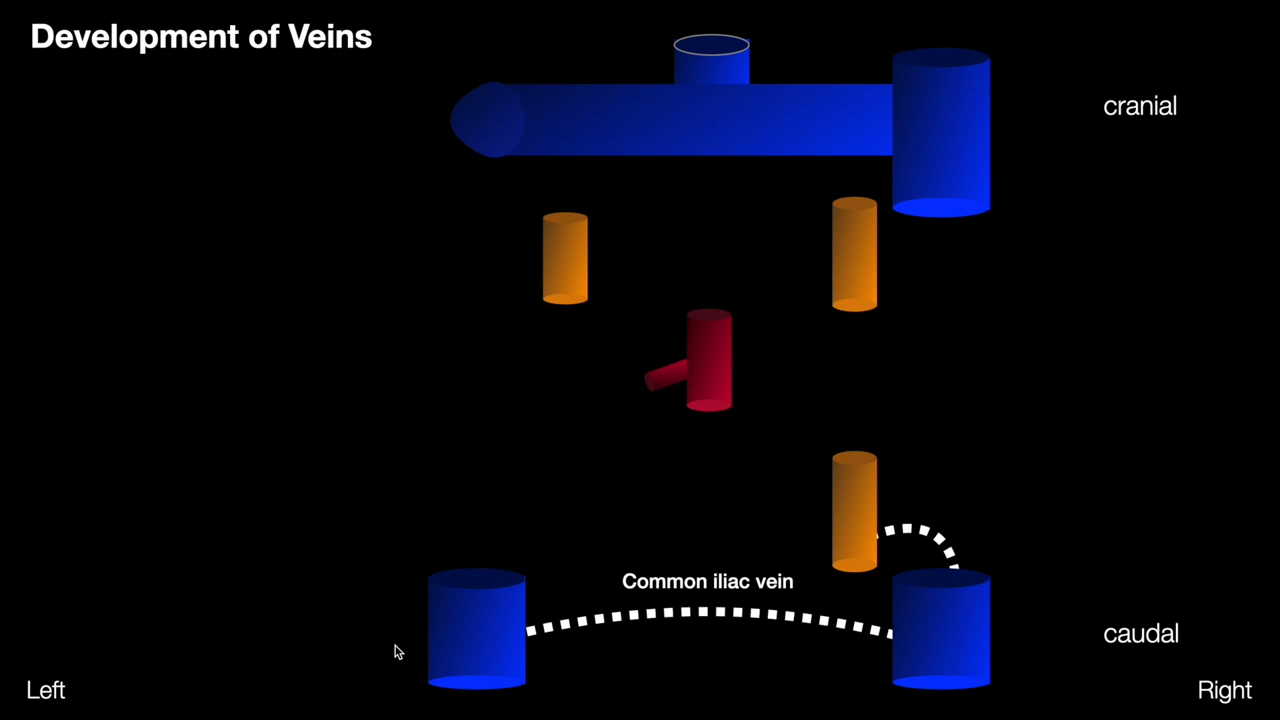 Development of Veins
cranial
Common iliac vein
caudal
Left
Right